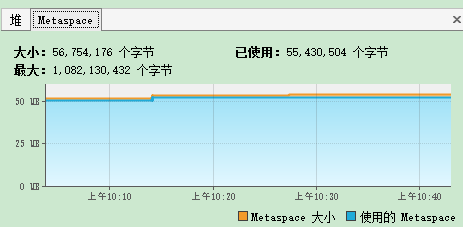 堆 Metaspace
大小: 56,754,176 个字节 已使用: 55,430,504 个字节
最大: 1,082,130,432 个字节
50
25
0
上午10:10 上午10:20 上午10:30 上午10:40
Metaspace 大小 使用的 Metaspace